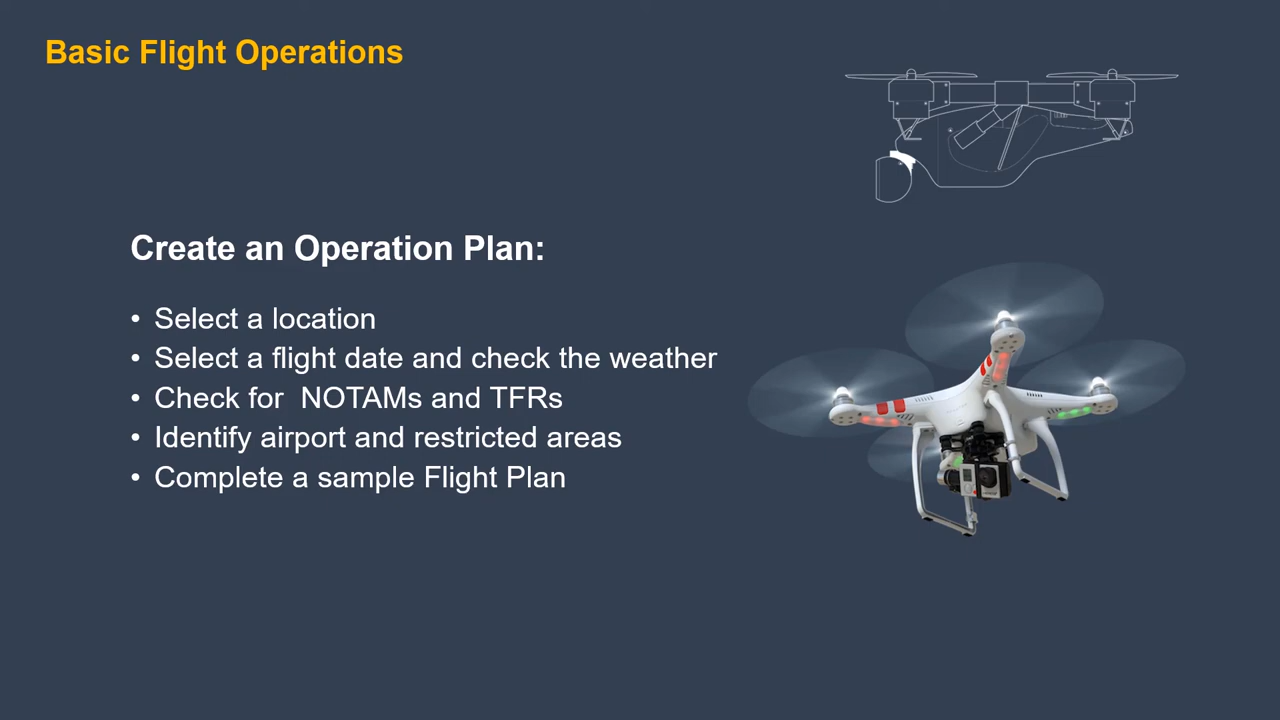 Basic Flight Operations
Create an Operation Plan:
• Select a location
• Select a flight date and check the weather
• Check for  NOTAMs and TFRs
• Identify airport and restricted areas
• Complete a sample Flight Plan